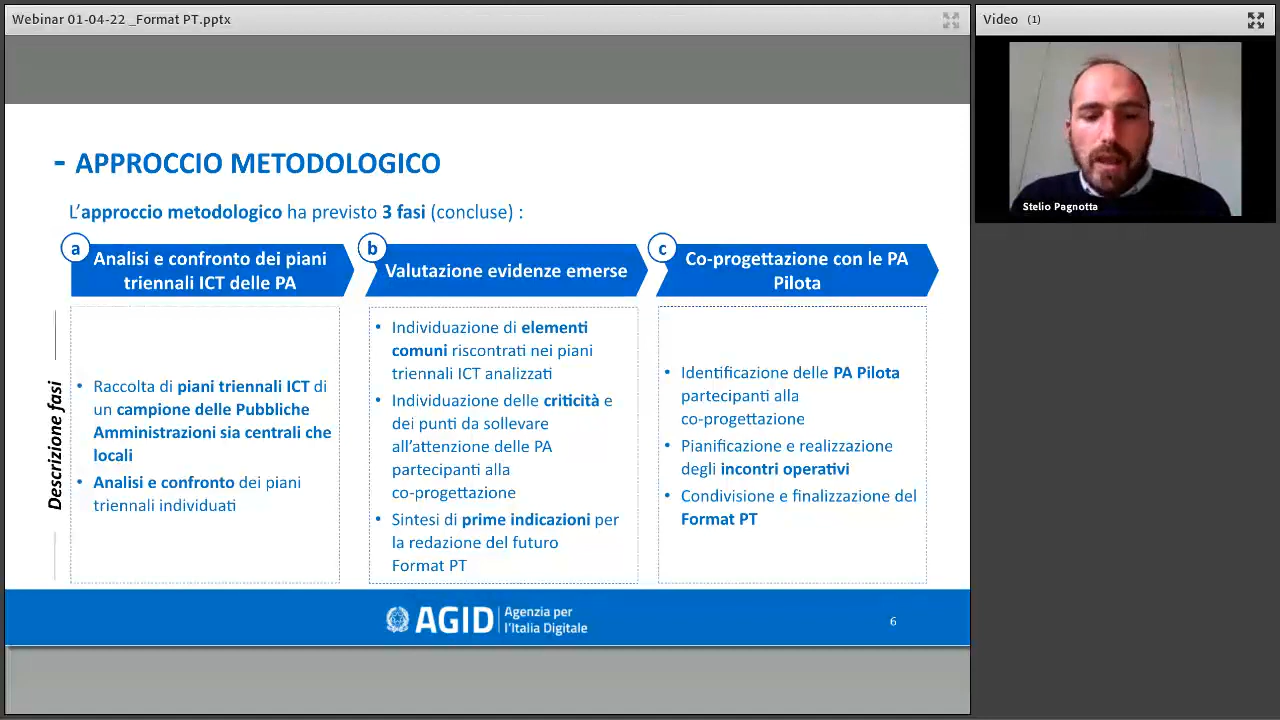 Webinar 01-04-22 _Format PT.pptx
Video (1)
Stelio Pagnotta
- APPROCCIO METODOLOGICO
L’approccio metodologico ha previsto 3 fasi (concluse) :
a
Analisi e confronto dei piani
triennali ICT delle PA
b
Valutazione evidenze emerse
c
Co-progettazione con le PA
Pilota
Descrizione fasi
• Raccolta di piani triennali ICT di
un campione delle Pubbliche
Amministrazioni sia centrali che
locali
• Analisi e confronto dei piani
triennali individuati
• Individuazione di elementi
comuni riscontrati nei piani
triennali ICT analizzati
• Individuazione delle criticità e
dei punti da sollevare
all’attenzione delle PA
partecipanti alla
co-progettazione
• Sintesi di prime indicazioni per
la redazione del futuro
Format PT
• Identificazione delle PA Pilota
partecipanti alla
co-progettazione
• Pianificazione e realizzazione
degli incontri operativi
• Condivisione e finalizzazione del
Format PT
AGID
Agenzia per
l’Italia Digitale
6